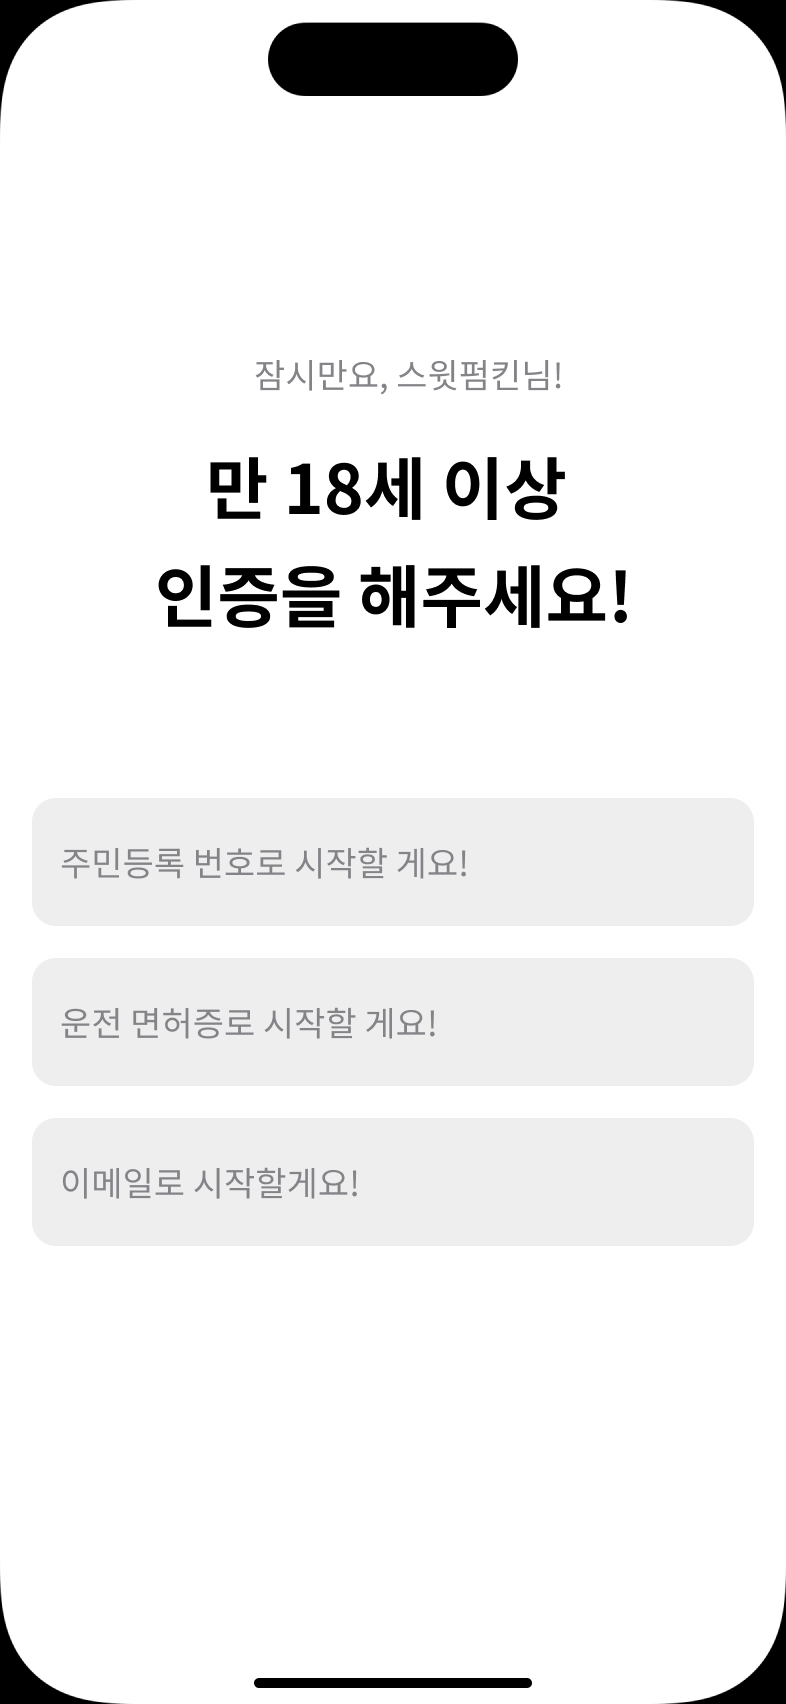 잠시만요, 스윗펌킨님!
만 18세 이상
인증을 해주세요!
주민등록 번호로 시작할 게요!
운전 면허증로 시작할 게요!
이메일로 시작할게요!